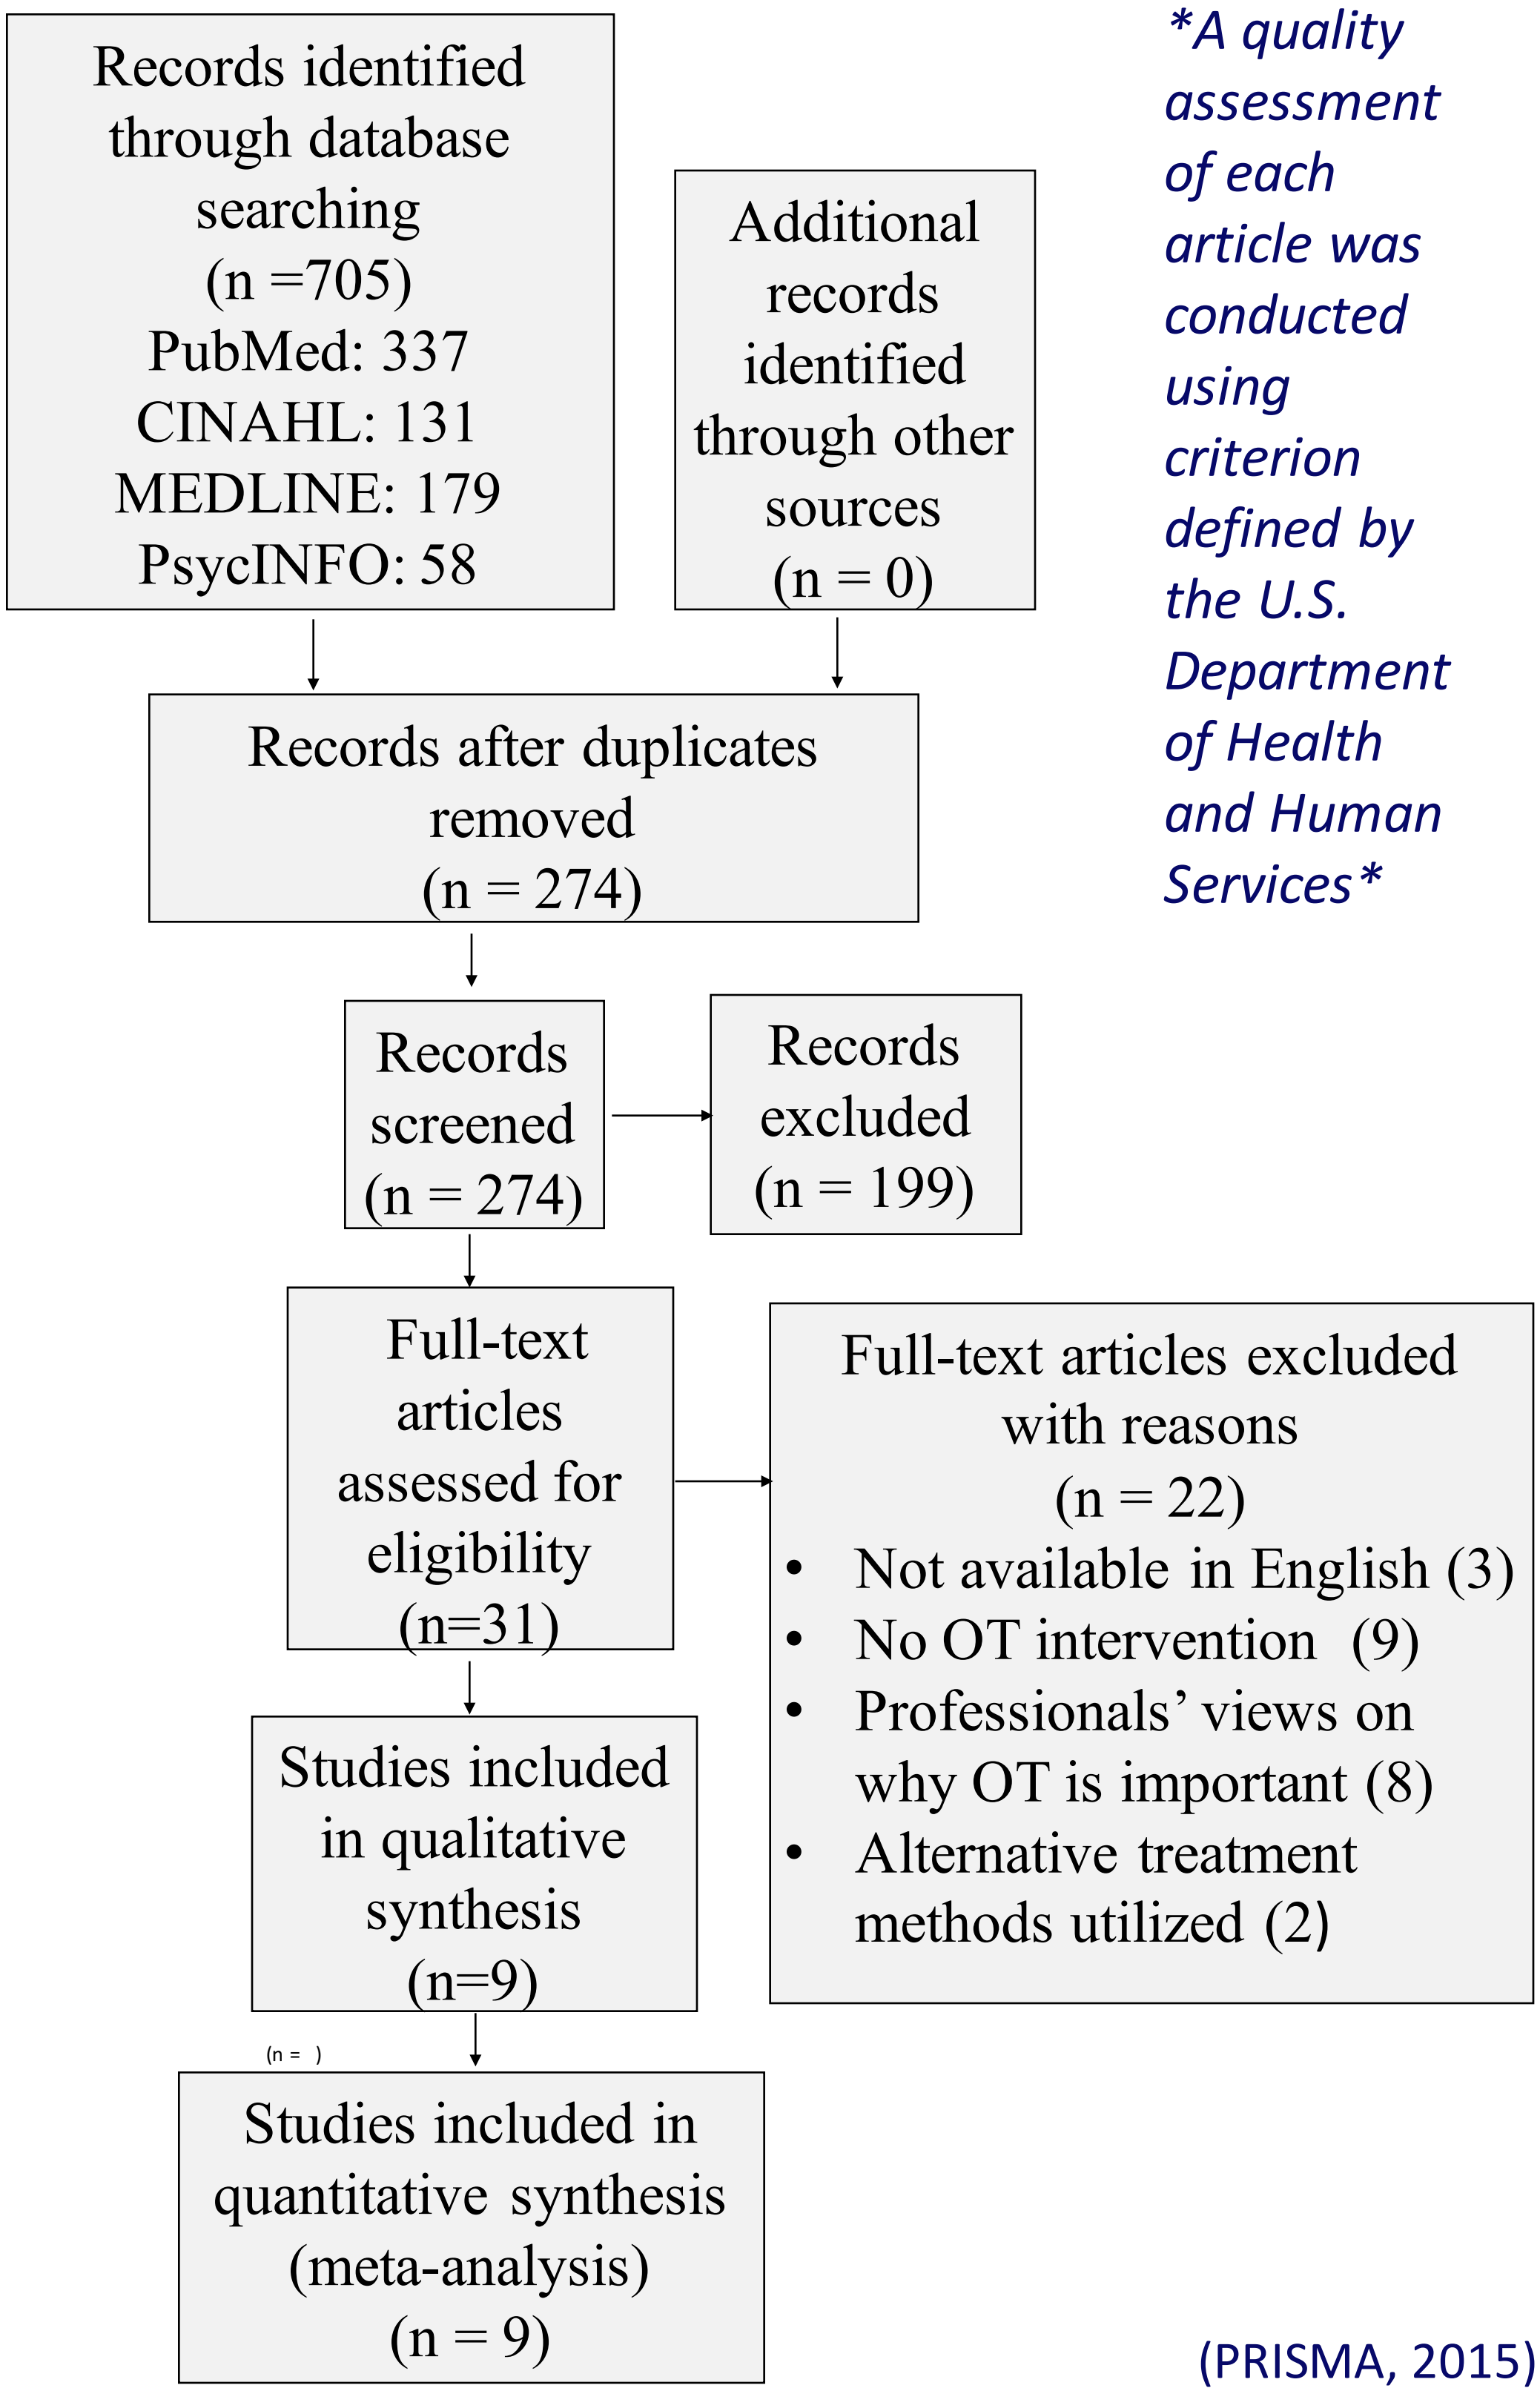 Records identified
through database
searching
(n =705)
PubMed: 337
CINAHL: 131
MEDLINE: 179
PsycINFO: 58
Additional
records
identified
through other
sources
(n = 0)
*A quality
assessment
of each
article was
conducted
using
criterion
defined by
the U.S.
Department
of Health
and Human
Services*
Records after duplicates
removed
(n = 274)
Records
screened
(n = 274)
Records
excluded
(n = 199)
Full-text
articles
assessed for
eligibility
(n=31)
Full-text articles excluded
with reasons
(n = 22)
• Not available in English (3)
• No OT intervention (9)
• Professionals’ views on
why OT is important (8)
• Alternative treatment
methods utilized (2)
Studies included
in qualitative
synthesis
(n=9)
(n = )
Studies included in
quantitative synthesis
(meta-analysis)
(n = 9)
(PRISMA, 2015)